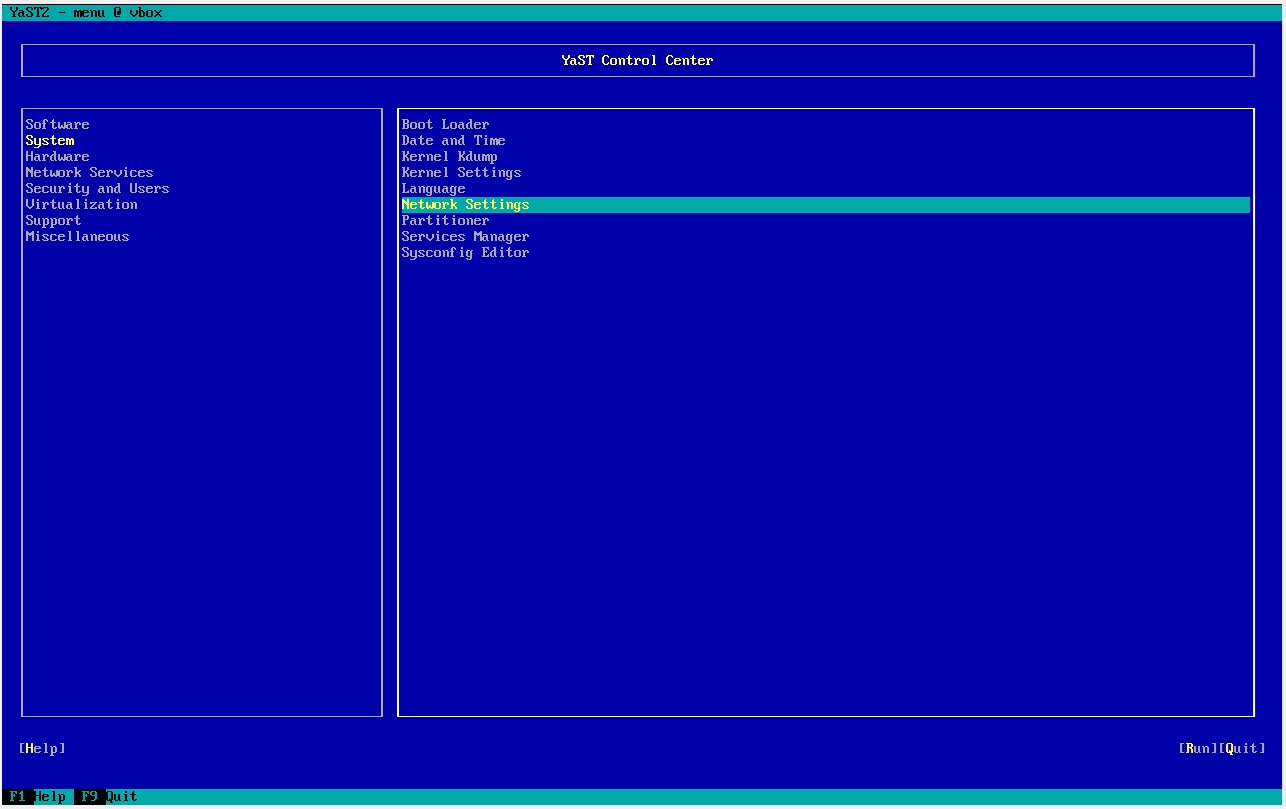 YaST2 - menu @ vbox
YaST Control Center
Software
System
Hardware
Network Services
Security and Users
Virtualization
Support
Miscellaneous
Boot Loader
Date and Time
Kernel Kdump
Kernel Settings
Language
Network Settings
Partitioner
Services Manager
Sysconfig Editor
[Help] [Run][Quit]
F1 Help F9 Quit